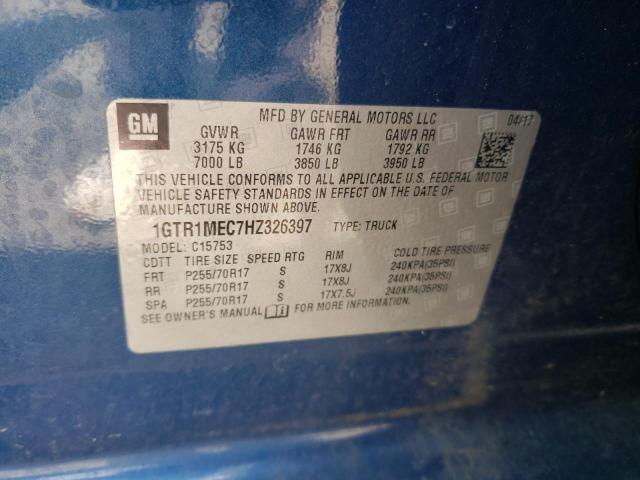 GM
MFD BY GENERAL MOTORS LLC 04/17
GVWR GAWR FRT GAWR RR
3175 KG 1746 KG 1792 KG
7000 LB 3850 LB 3950 LB
THIS VEHICLE CONFORMS TO ALL APPLICABLE U.S. FEDERAL MOTOR
VEHICLE SAFETY STANDARDS IN EFFECT ON THE DATE OF
MANUFACTURE SHOWN ABOVE.
1GTR1MEC7HZ326397 TYPE: TRUCK
MODEL: C15753
CDTT TIRE SIZE SPEED RTG RIM COLD TIRE PRESSURE
FRT P255/70R17 S 17X8J 240KPA(35PSI)
RR P255/70R17 S 17X8J 240KPA(35PSI)
SPA P255/70R17 S 17X7.5J 240KPA(35PSI)
SEE OWNER'S MANUAL FOR MORE INFORMATION.